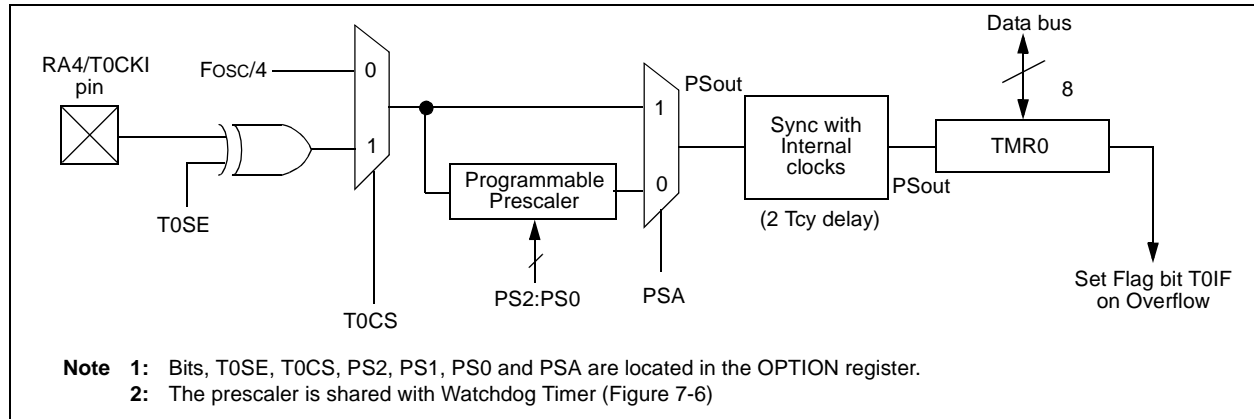 Data bus
8
RA4/T0CKI
pin
FOSC/4
0
1
T0SE
T0CS
Programmable
Prescaler
PS2:PS0
1
0
PSA
PSout
Sync with
Internal
clocks
(2 Tcy delay)
PSout
TMR0
Set Flag bit T0IF
on Overflow
Note 1: Bits, T0SE, T0CS, PS2, PS1, PS0 and PSA are located in the OPTION register.
2: The prescaler is shared with Watchdog Timer (Figure 7-6)